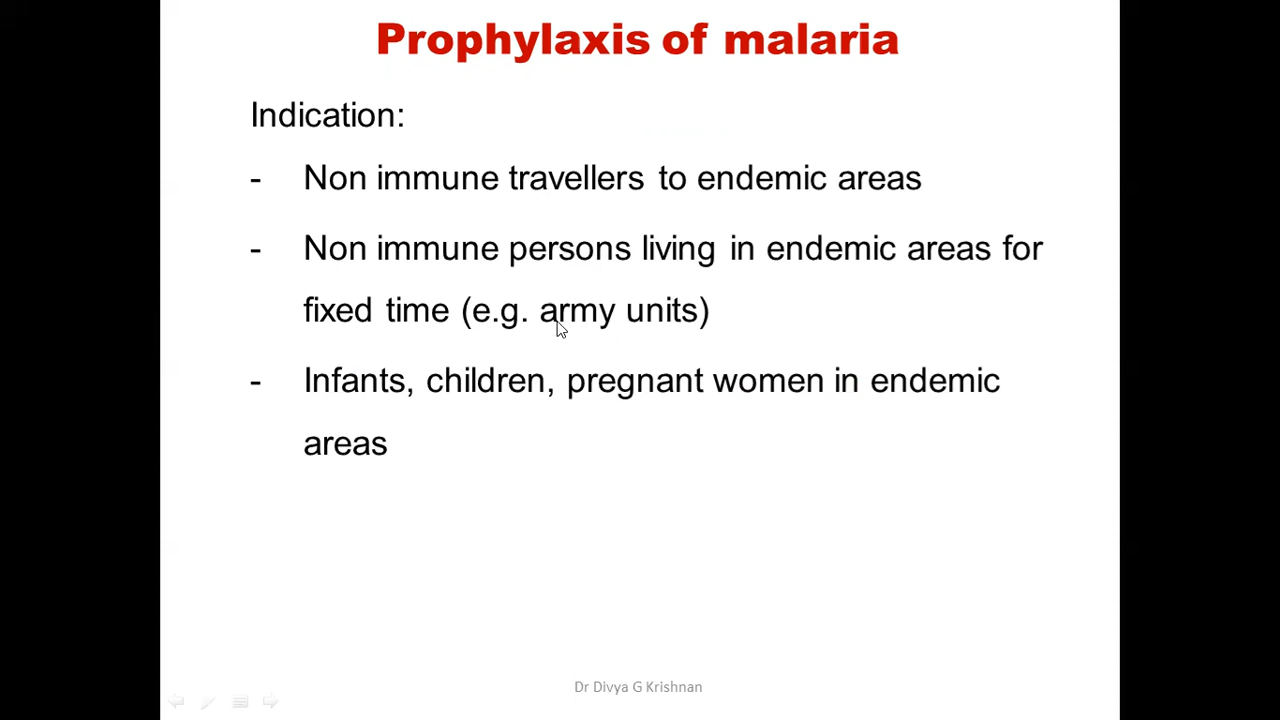 Prophylaxis of malaria
Indication:
- Non immune travellers to endemic areas
- Non immune persons living in endemic areas for
fixed time (e.g. army units)
- Infants, children, pregnant women in endemic
areas
Dr Divya G Krishnan